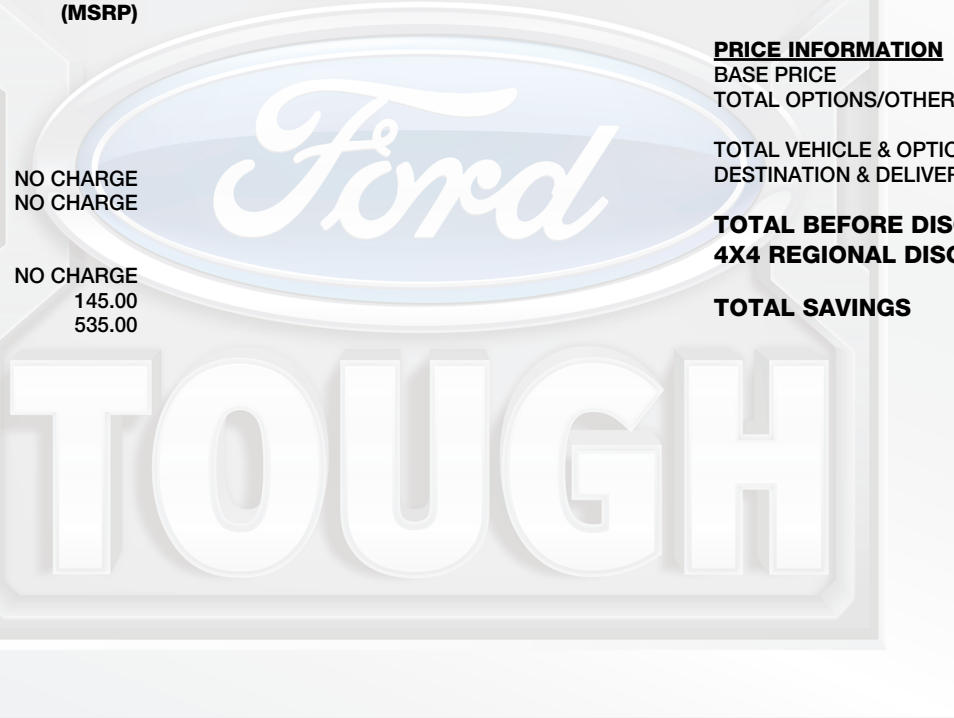 (MSRP)
NO CHARGE
NO CHARGE
NO CHARGE
145.00
535.00
PRICE INFORMATION
BASE PRICE
TOTAL OPTIONS/OTHER
TOTAL VEHICLE & OPTIO
DESTINATION & DELIVER
TOTAL BEFORE DIS
4X4 REGIONAL DISC
TOTAL SAVINGS
Ford
TOUGH